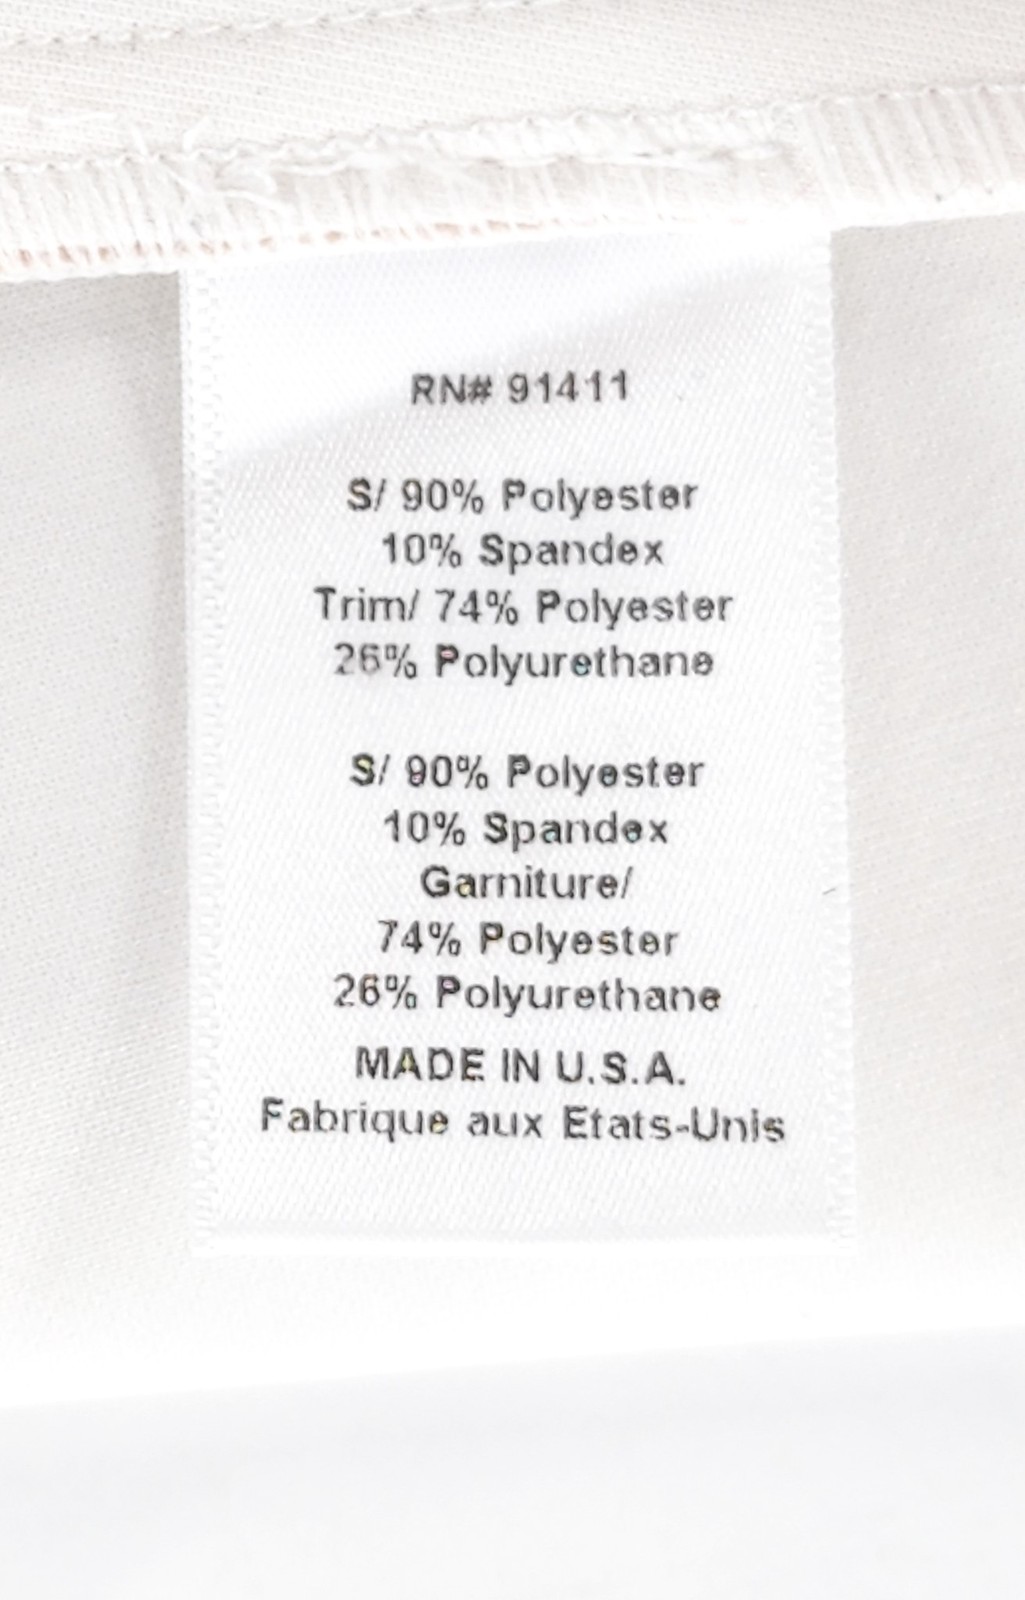 RN# 91411
S/ 90% Polyester
10% Spandex
Trim/ 74% Polyester
26% Polyurethane
S/ 90% Polyester
10% Spandex
Garniture/
74% Polyester
26% Polyurethane
MADE IN U.S.A.
Fabrique aux Etats-Unis